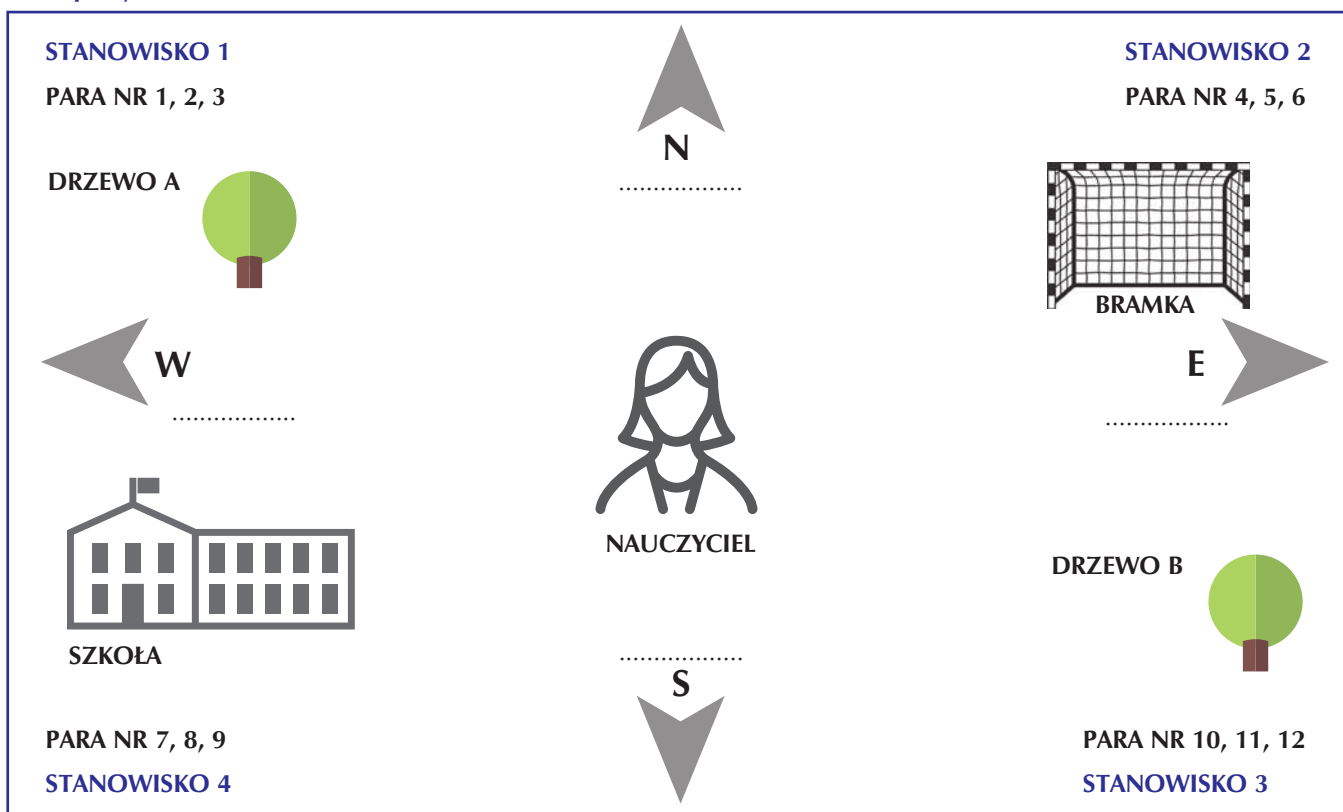 STANOWISKO 1
PARA NR 1, 2, 3
DRZEWO A
N
..................
STANOWISKO 2
PARA NR 4, 5, 6
BRAMKA
W
..................
E
..................
NAUCZYCIEL
SZKOŁA
DRZEWO B
..................
S
PARA NR 7, 8, 9
STANOWISKO 4
PARA NR 10, 11, 12
STANOWISKO 3